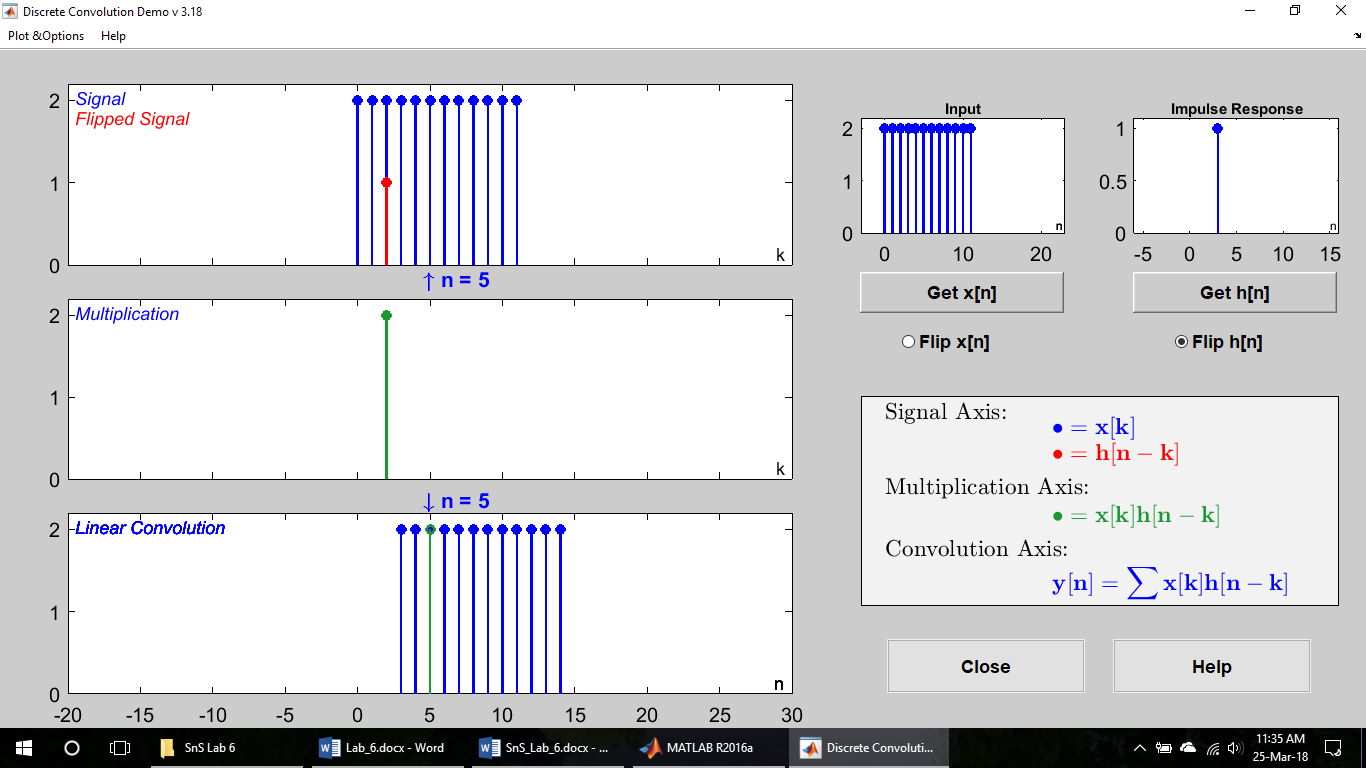 Discrete Convolution Demo v 3.18
Plot &Options Help
Signal
Flipped Signal
2
1
0
k
↑ n = 5
Multiplication
2
1
0
k
↓ n = 5
Linear Convolution
2
1
0
n
-20 -15 -10 -5 0 5 10 15 20 25 30
Input
2
1
0
n
0 10 20
Get x[n]
Flip x[n]
Impulse Response
1
0.5
0
n
-5 0 5 10 15
Get h[n]
Flip h[n]
Signal Axis:
• = x[k]
• = h[n − k]
Multiplication Axis:
• = x[k]h[n − k]
Convolution Axis:
y[n] = ∑ x[k]h[n − k]
Close Help
SnS Lab 6 Lab_6.docx - Word SnS_Lab_6.docx - ... MATLAB R2016a Discrete Convoluti...
11:35 AM
25-Mar-18